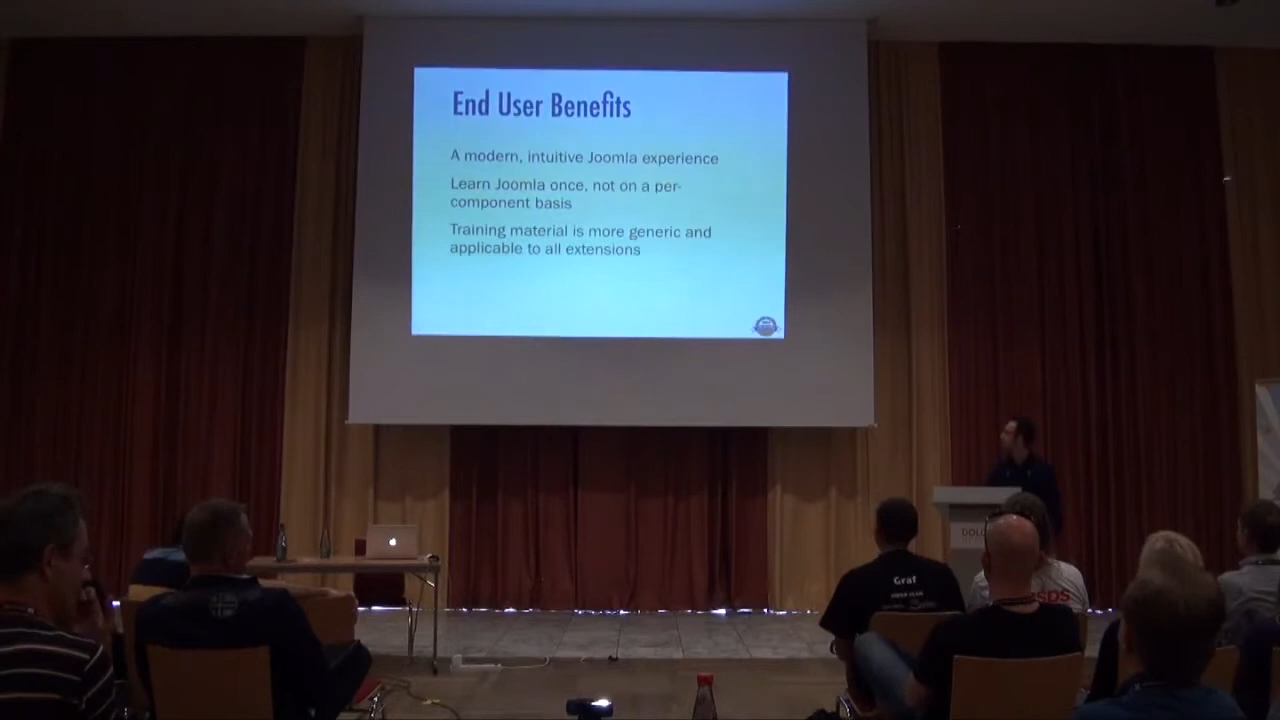 End User Benefits
A modern, intuitive Joomla experience
Learn Joomla once, not on a per-
component basis
Training material is more generic and
applicable to all extensions
Graf